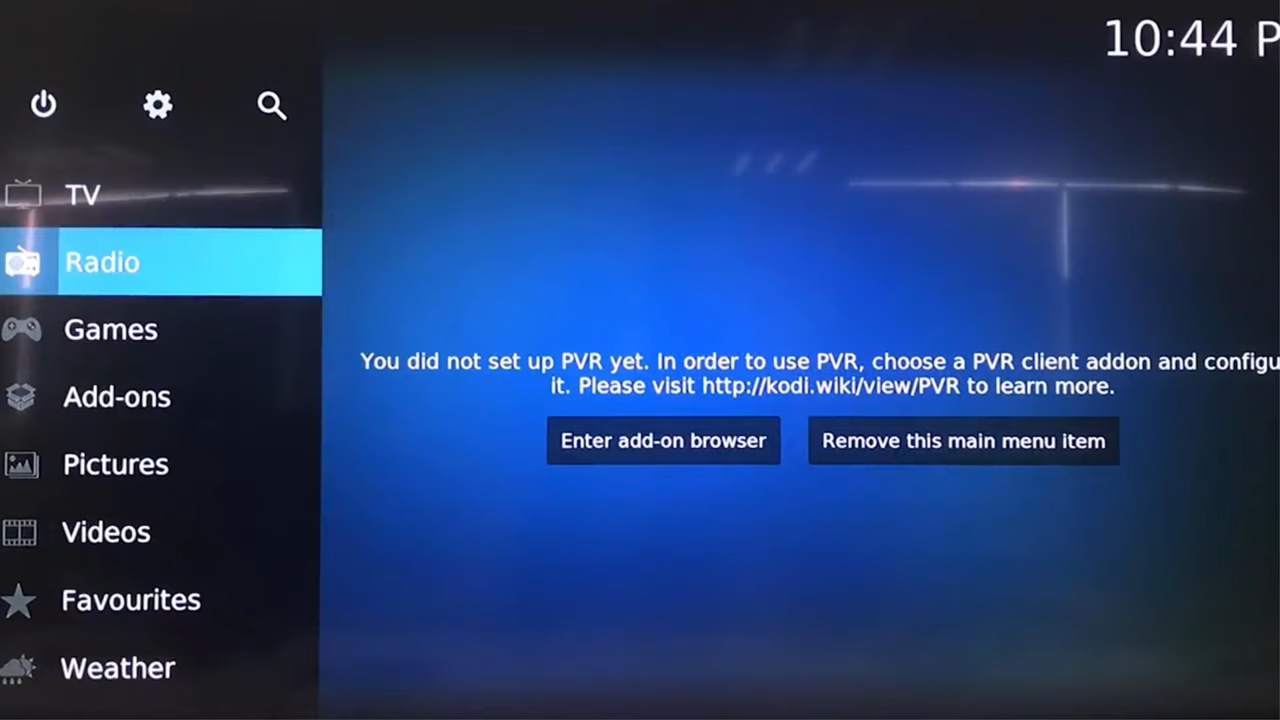 10:44 P
TV
Radio
Games
Add-ons
Pictures
Videos
Favourites
Weather
You did not set up PVR yet. In order to use PVR, choose a PVR client addon and configu
it. Please visit http://kodi.wiki/view/PVR to learn more.
Enter add-on browser
Remove this main menu item